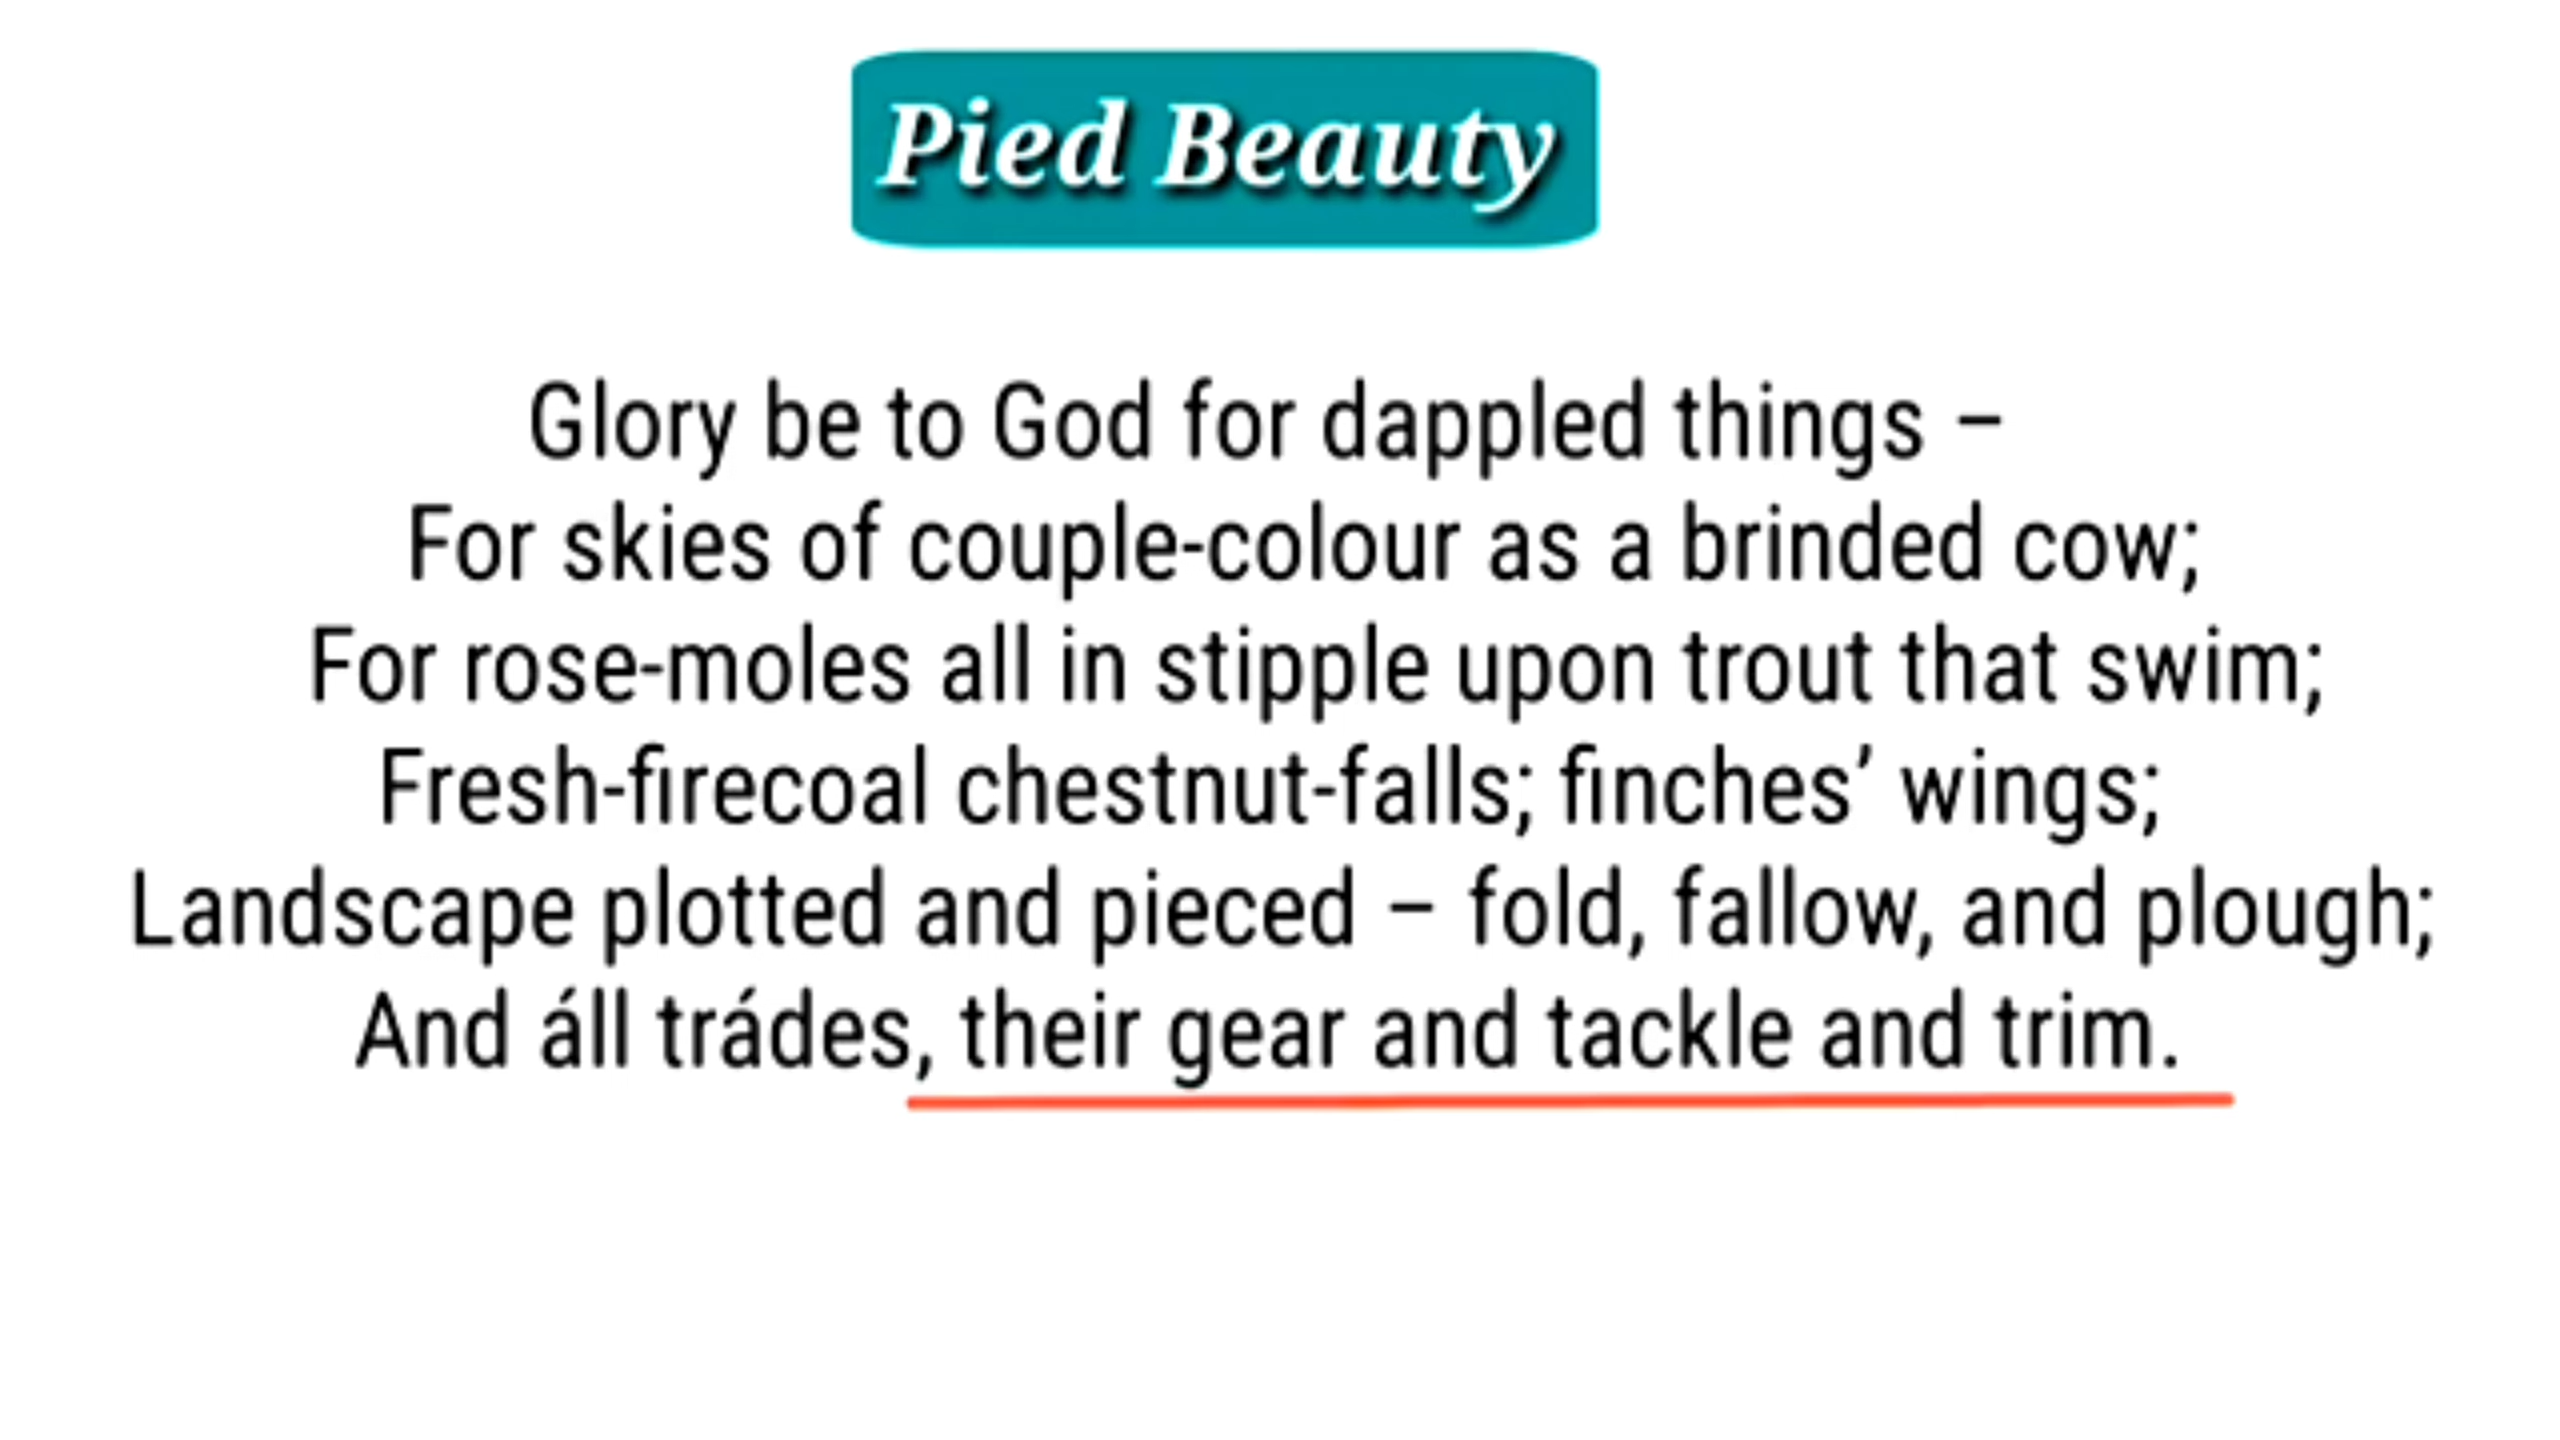 Pied Beauty
Glory be to God for dappled things –
For skies of couple-colour as a brinded cow;
For rose-moles all in stipple upon trout that swim;
Fresh-firecoal chestnut-falls; finches’ wings;
Landscape plotted and pieced – fold, fallow, and plough;
And áll trádes, their gear and tackle and trim.